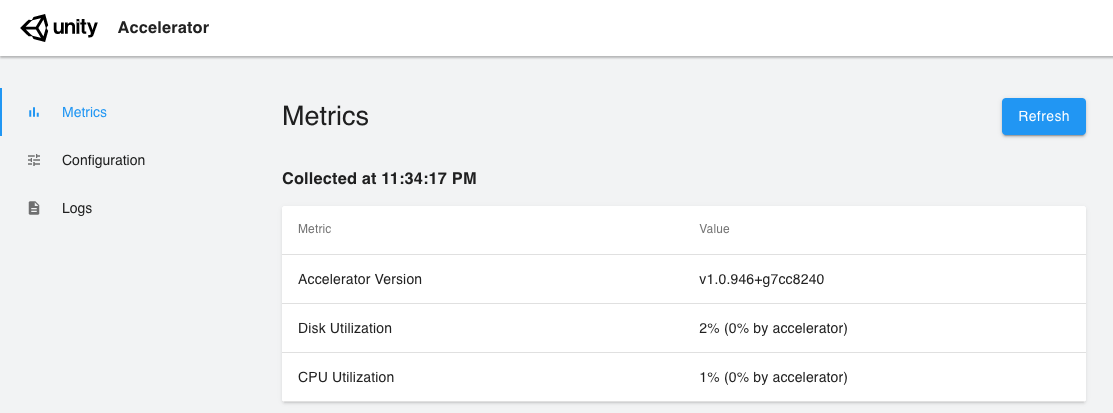 unity Accelerator
Metrics
Configuration
Logs
Metrics
Refresh
Collected at 11:34:17 PM
Metric Value
Accelerator Version v1.0.946+g7cc8240
Disk Utilization 2% (0% by accelerator)
CPU Utilization 1% (0% by accelerator)